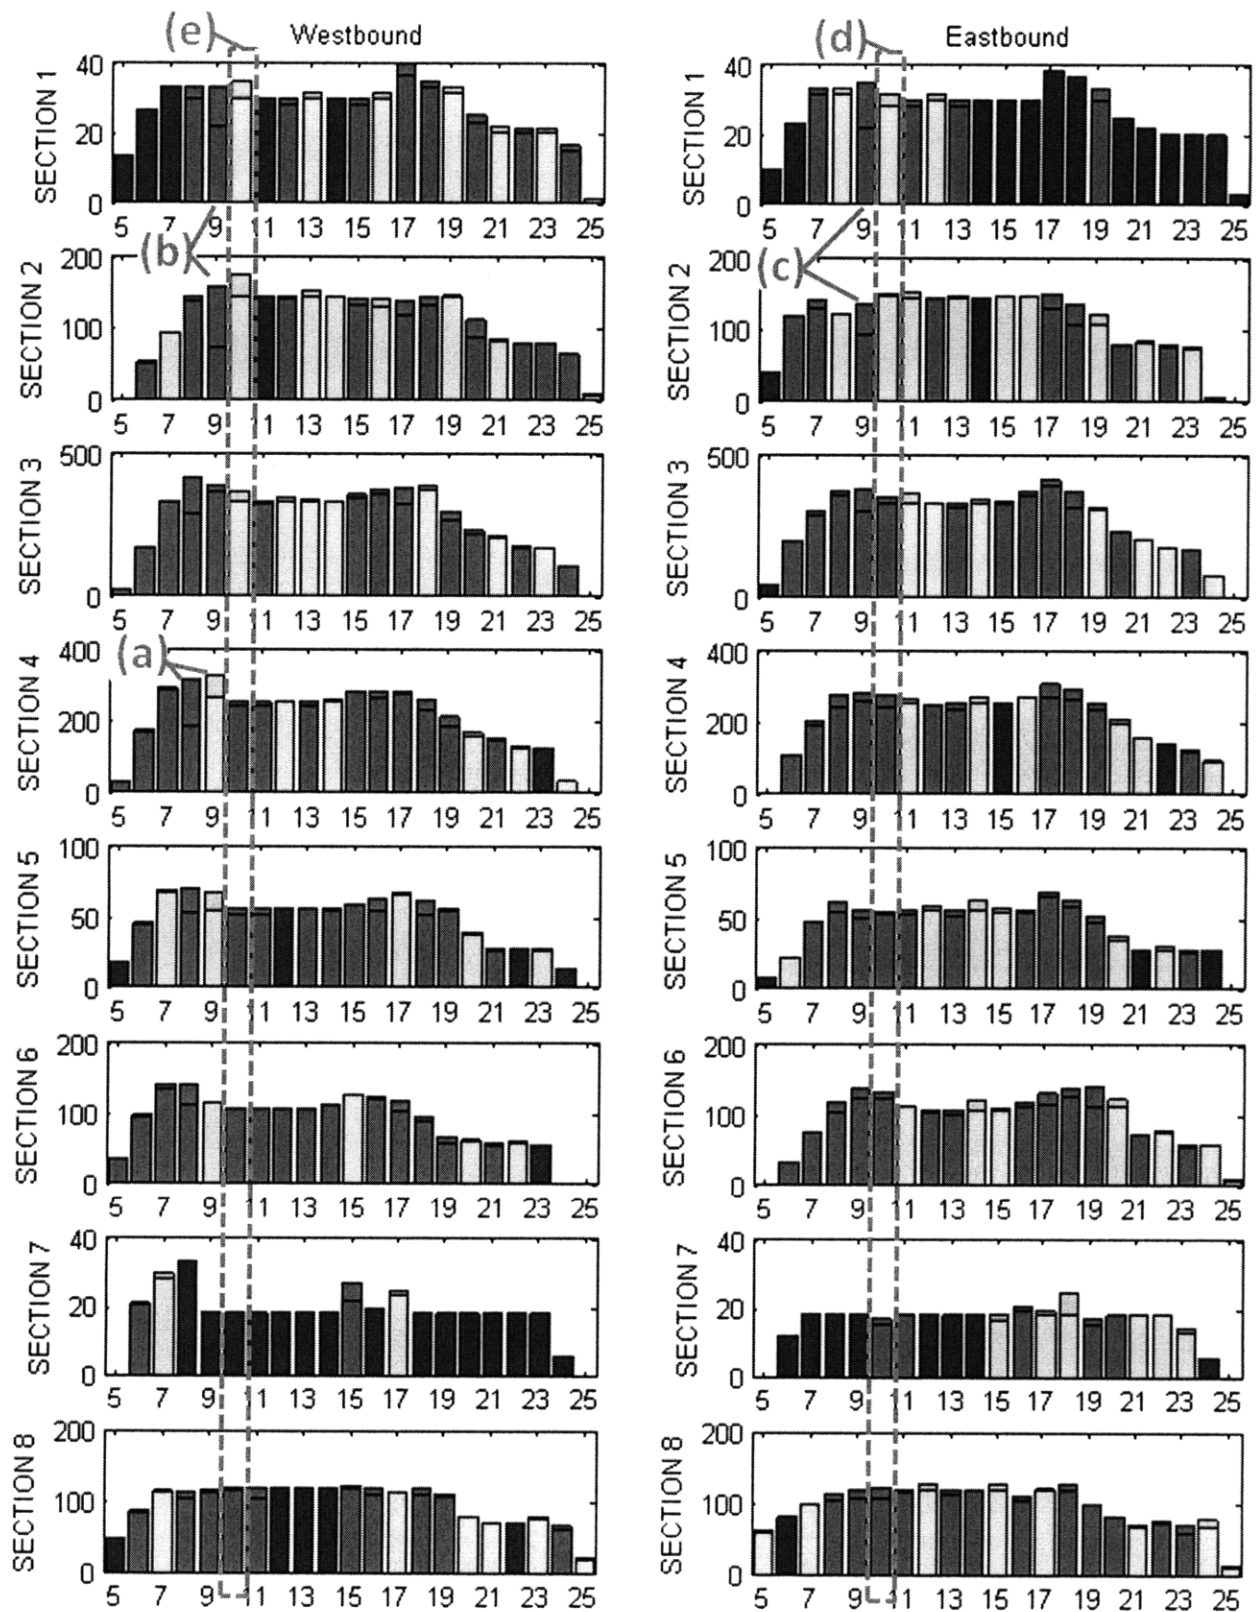 (e) Westbound (d) Eastbound
SECTION 1 40 20 0 SECTION 1 40 20 0
5 7 9 11 13 15 17 19 21 23 25 5 7 9 11 13 15 17 19 21 23 25
(b) (c)
SECTION 2 200 100 0 SECTION 2 200 100 0
5 7 9 11 13 15 17 19 21 23 25 5 7 9 11 13 15 17 19 21 23 25
SECTION 3 500 0 SECTION 3 500 0
5 7 9 11 13 15 17 19 21 23 25 5 7 9 11 13 15 17 19 21 23 25
(a)
SECTION 4 400 200 0 SECTION 4 400 200 0
5 7 9 11 13 15 17 19 21 23 25 5 7 9 11 13 15 17 19 21 23 25
SECTION 5 100 50 0 SECTION 5 100 50 0
5 7 9 11 13 15 17 19 21 23 25 5 7 9 11 13 15 17 19 21 23 25
SECTION 6 200 100 0 SECTION 6 200 100 0
5 7 9 11 13 15 17 19 21 23 25 5 7 9 11 13 15 17 19 21 23 25
SECTION 7 40 20 0 SECTION 7 40 20 0
5 7 9 11 13 15 17 19 21 23 25 5 7 9 11 13 15 17 19 21 23 25
SECTION 8 200 100 0 SECTION 8 200 100 0
5 7 9 11 13 15 17 19 21 23 25 5 7 9 11 13 15 17 19 21 23 25